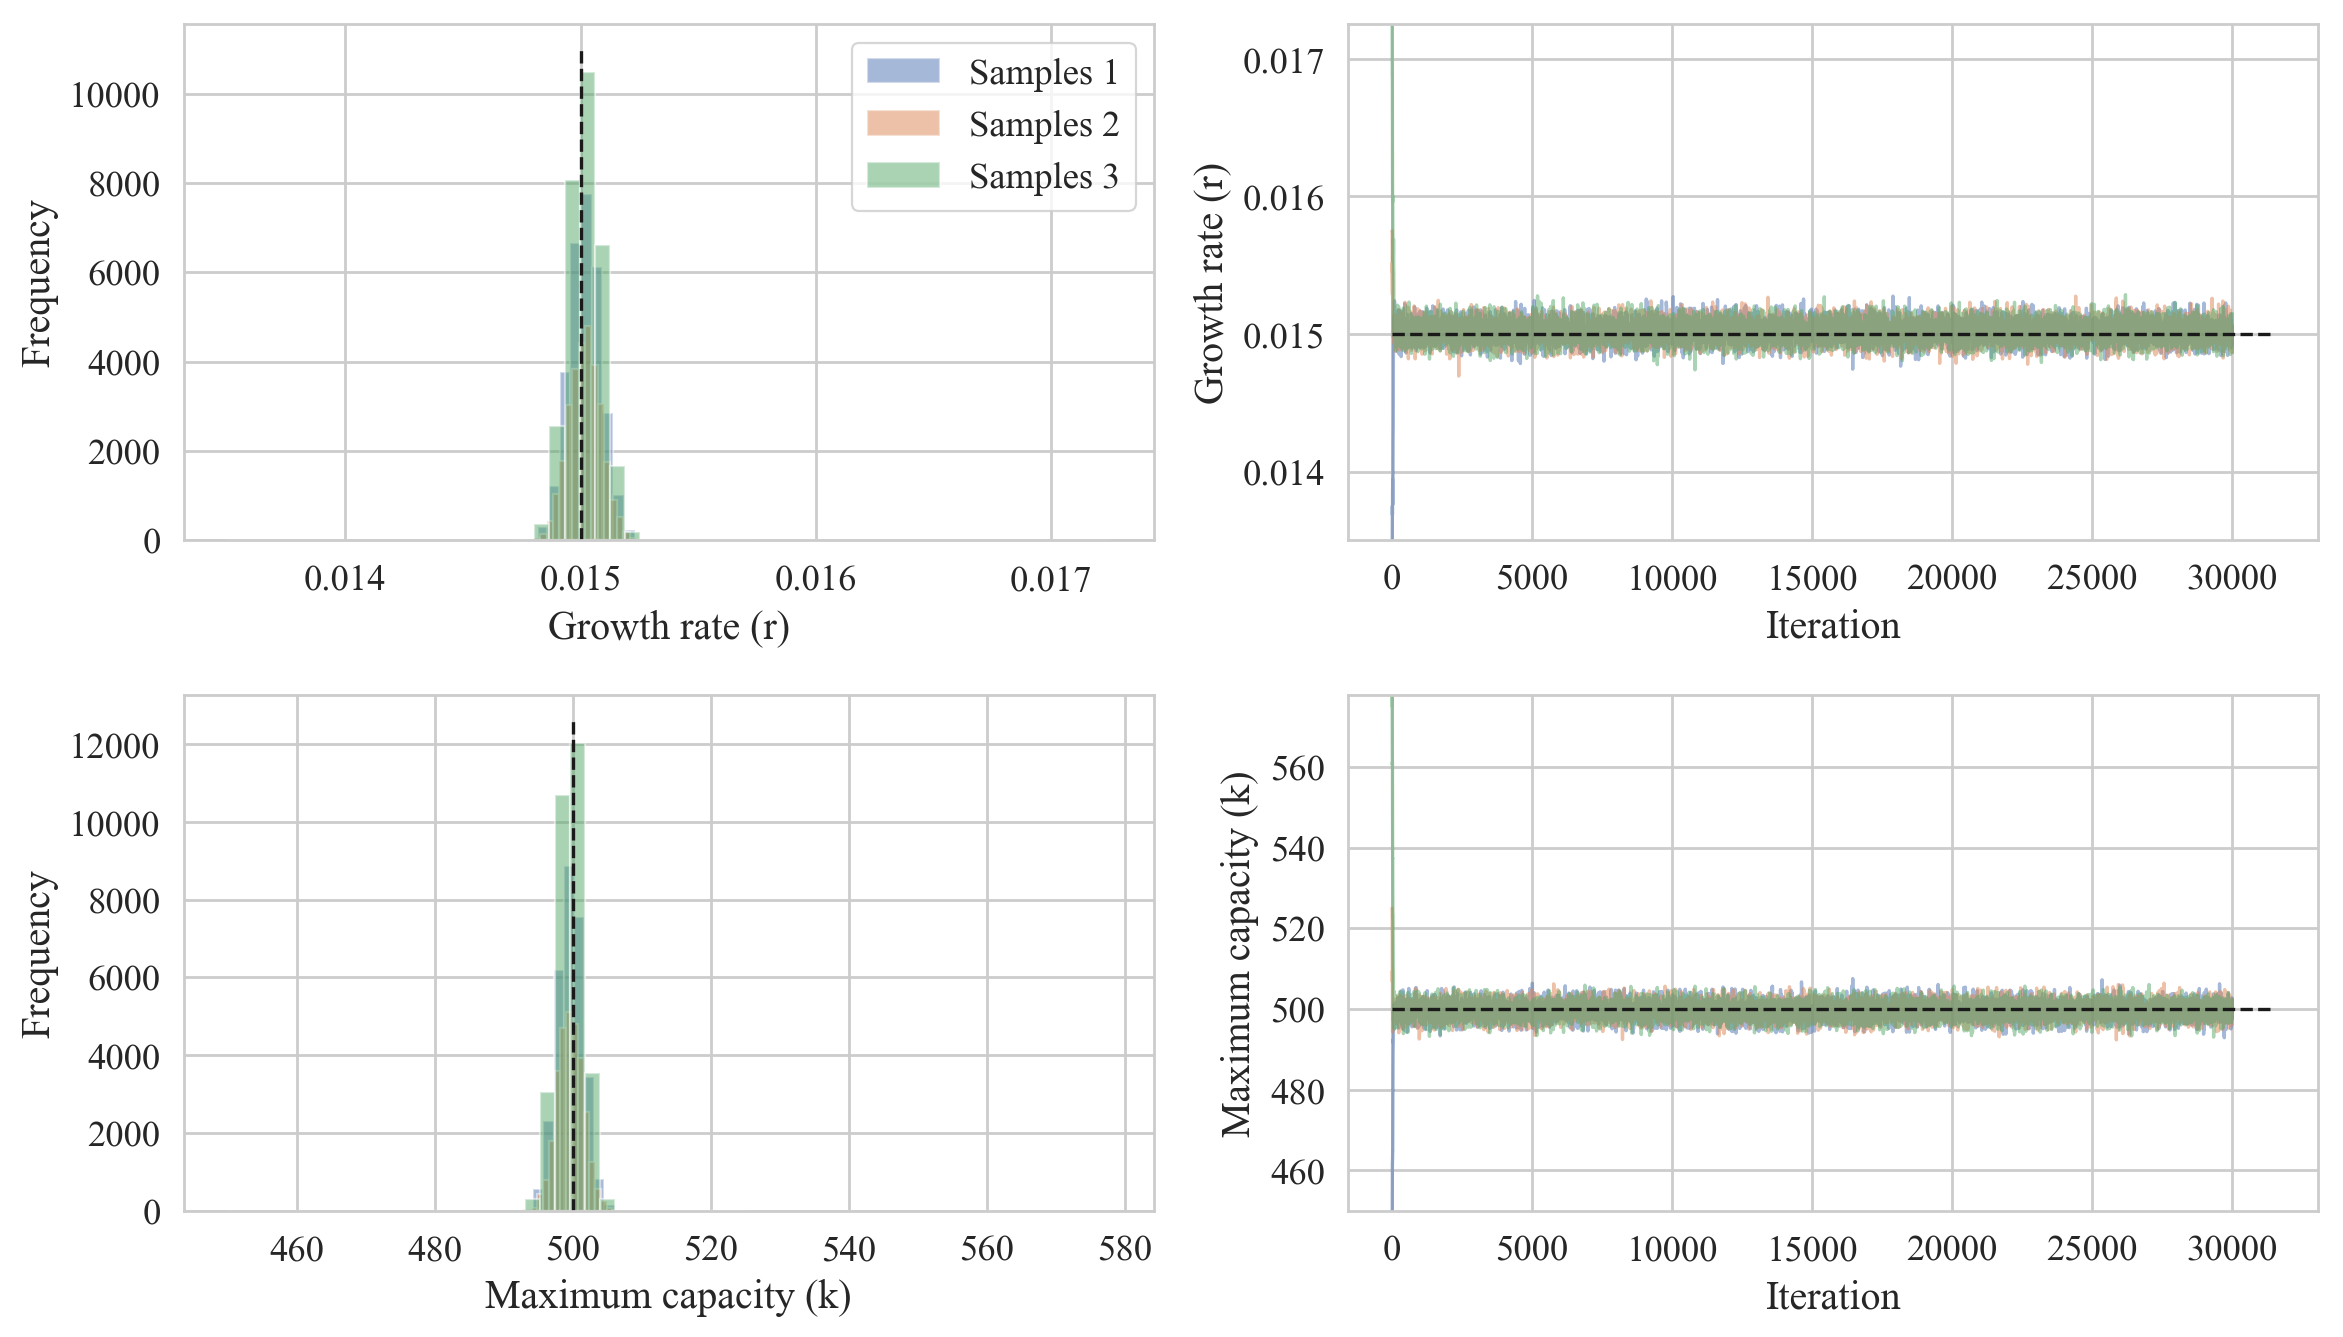 Frequency
10000
8000
6000
4000
2000
0
0.014 0.015 0.016 0.017
Growth rate (r)
Samples 1
Samples 2
Samples 3
Growth rate (r)
0.017
0.016
0.015
0.014
0 5000 10000 15000 20000 25000 30000
Iteration
Frequency
12000
10000
8000
6000
4000
2000
0
460 480 500 520 540 560 580
Maximum capacity (k)
Maximum capacity (k)
560
540
520
500
480
460
0 5000 10000 15000 20000 25000 30000
Iteration